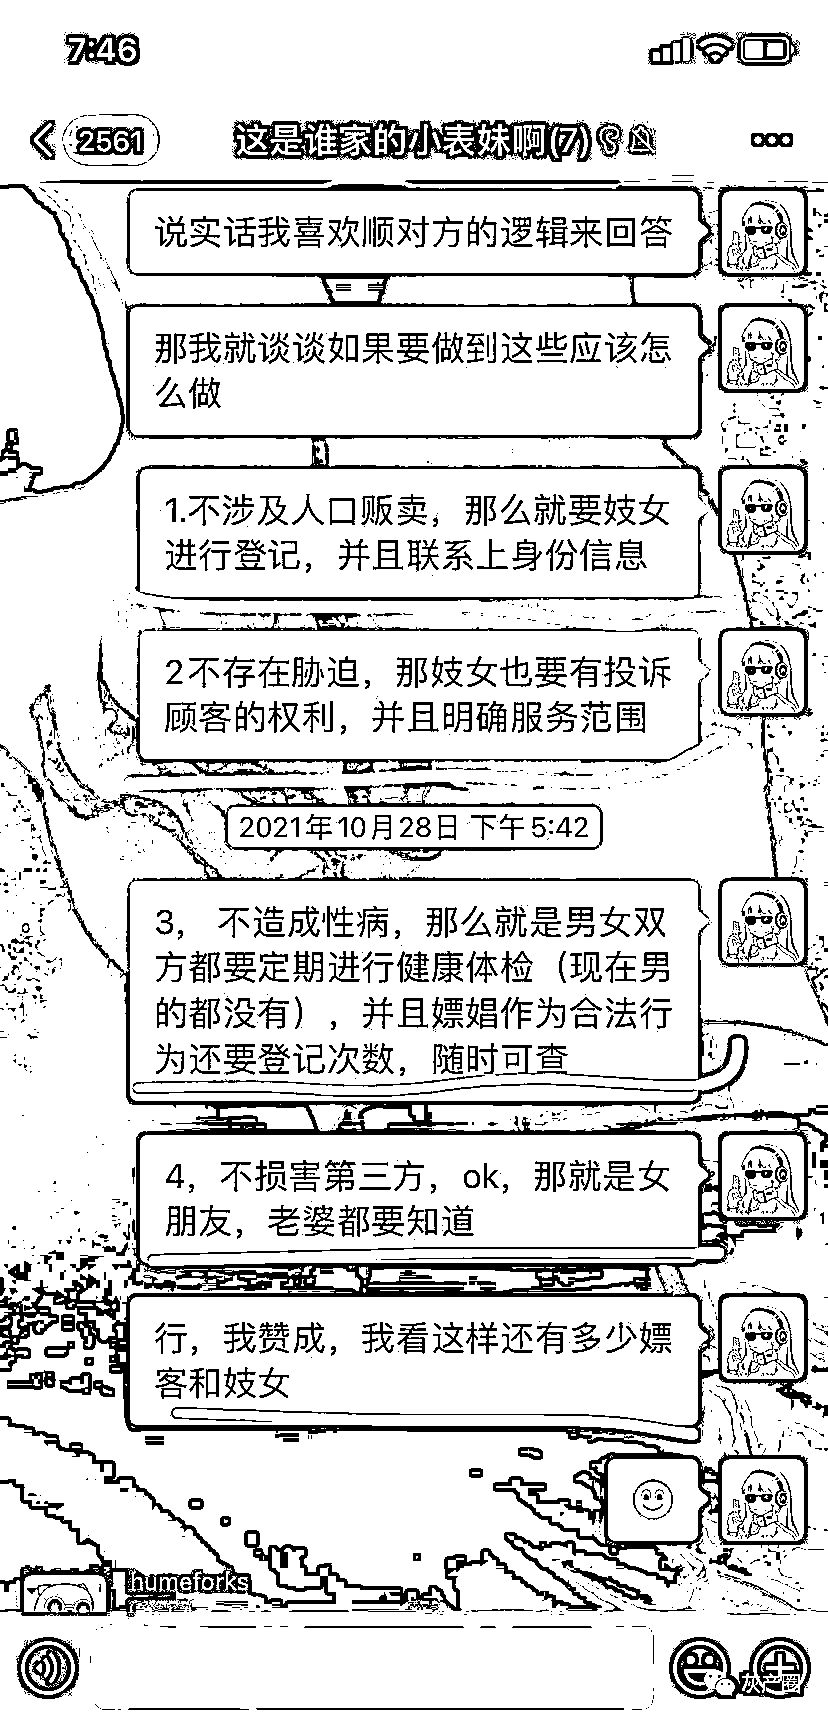 7:46
2561
这是谁家的小表妹啊(7)
说实话我喜欢顺对方的逻辑来回答
那我就谈谈如果要做到这些应该怎
么做
1.不涉及人口贩卖，那么就要妓女
进行登记，并且联系上身份信息
2不存在胁迫，那妓女也要有投诉
顾客的权利，并且明确服务范围
2021年10月28日 下午5:42
3， 不造成性病，那么就是男女双
方都要定期进行健康体检（现在男
的都没有），并且嫖娼作为合法行
为还要登记次数，随时可查
4，不损害第三方，ok，那就是女
朋友，老婆都要知道
行，我赞成，我看这样还有多少嫖
客和妓女
humeforks
灰产圈